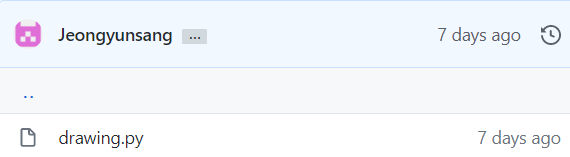 Jeongyunsang ... 7 days ago
..
drawing.py 7 days ago